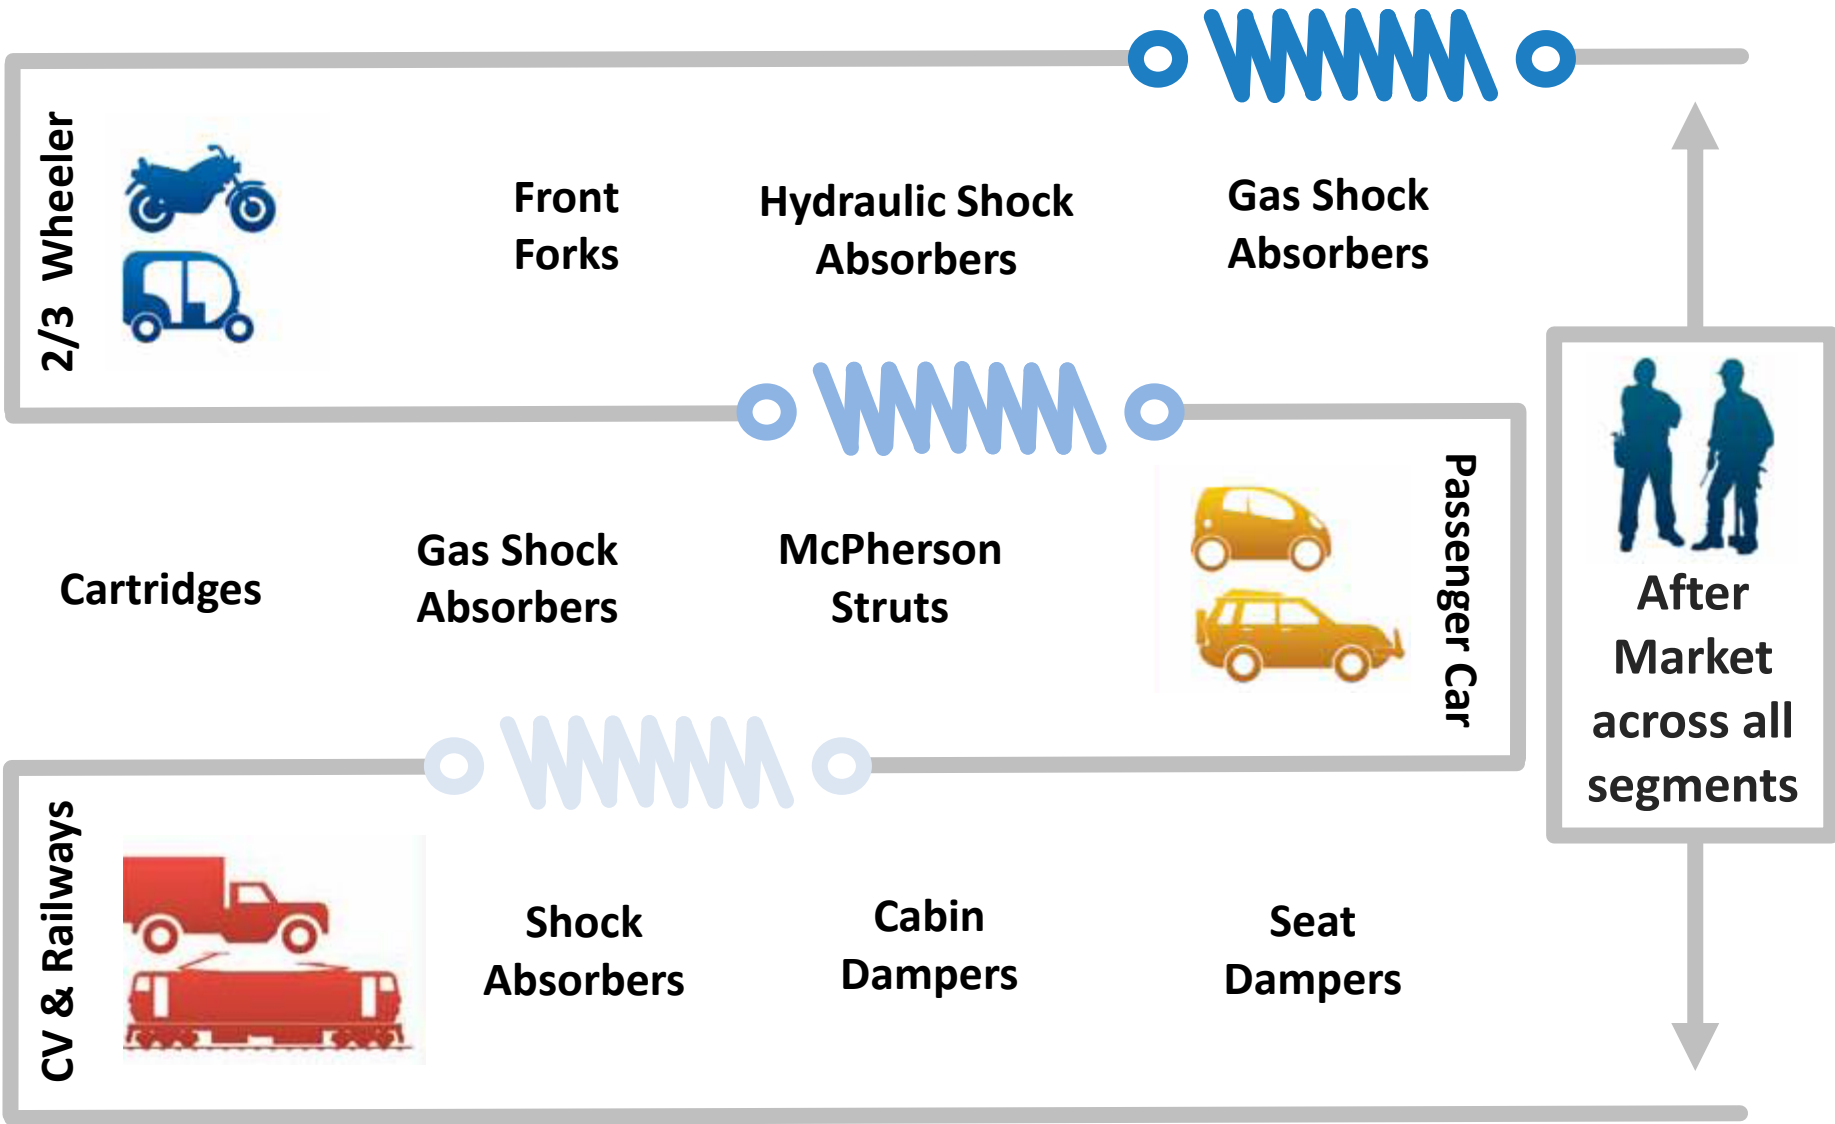 2/3 Wheeler
Front
Forks
Hydraulic Shock
Absorbers
Gas Shock
Absorbers
Cartridges
Gas Shock
Absorbers
McPherson
Struts
Passenger Car
CV & Railways
Shock
Absorbers
Cabin
Dampers
Seat
Dampers
After
Market
across all
segments